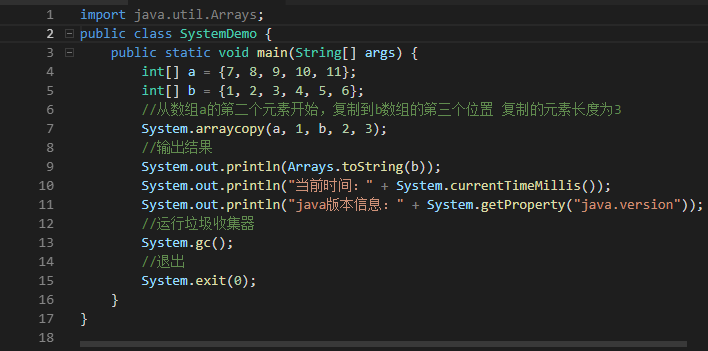 1 import java.util.Arrays;
2 public class SystemDemo {
3     public static void main(String[] args) {
4         int[] a = {7, 8, 9, 10, 11};
5         int[] b = {1, 2, 3, 4, 5, 6};
6         //从数组a的第二个元素开始，复制到b数组的第三个位置 复制的元素长度为3
7         System.arraycopy(a, 1, b, 2, 3);
8         //输出结果
9         System.out.println(Arrays.toString(b));
10         System.out.println("当前时间：" + System.currentTimeMillis());
11         System.out.println("java版本信息：" + System.getProperty("java.version"));
12         //运行垃圾收集器
13         System.gc();
14         //退出
15         System.exit(0);
16     }
17 }
18